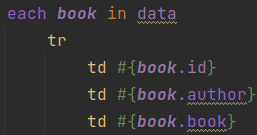 each book in data
tr
td #{book.id}
td #{book.author}
td #{book.book}